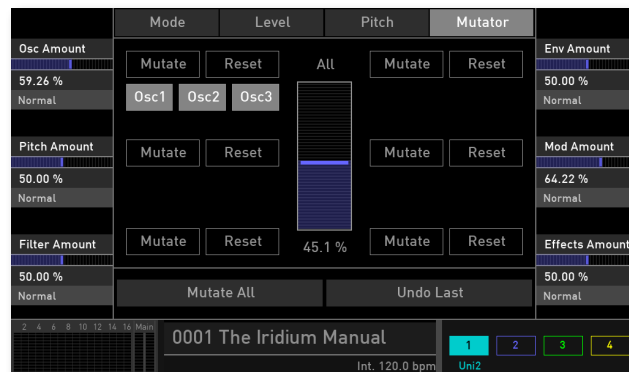 Mode Level Pitch Mutator
Osc Amount
59.26 %
Normal
Mutate Reset All Mutate Reset
Env Amount
50.00 %
Normal
Osc1 Osc2 Osc3
Pitch Amount
50.00 %
Normal
Mutate Reset Mutate Reset
Mod Amount
64.22 %
Normal
Filter Amount
50.00 %
Normal
Mutate Reset 45.1 % Mutate Reset
Effects Amount
50.00 %
Normal
Mutate All Undo Last
2 4 6 8 10 12 14 16 Main
0001 The Iridium Manual
Int. 120.0 bpm
1 2 3 4
Uni2